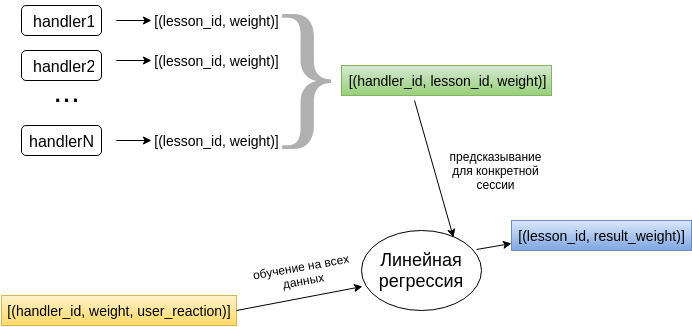 handler1
[(lesson_id, weight)]
handler2
[(lesson_id, weight)]
...
handlerN
[(lesson_id, weight)]
[(handler_id, lesson_id, weight)]
предсказывание
для конкретной
сессии
[(lesson_id, result_weight)]
Линейная
регрессия
обучение на всех
данных
[(handler_id, weight, user_reaction)]